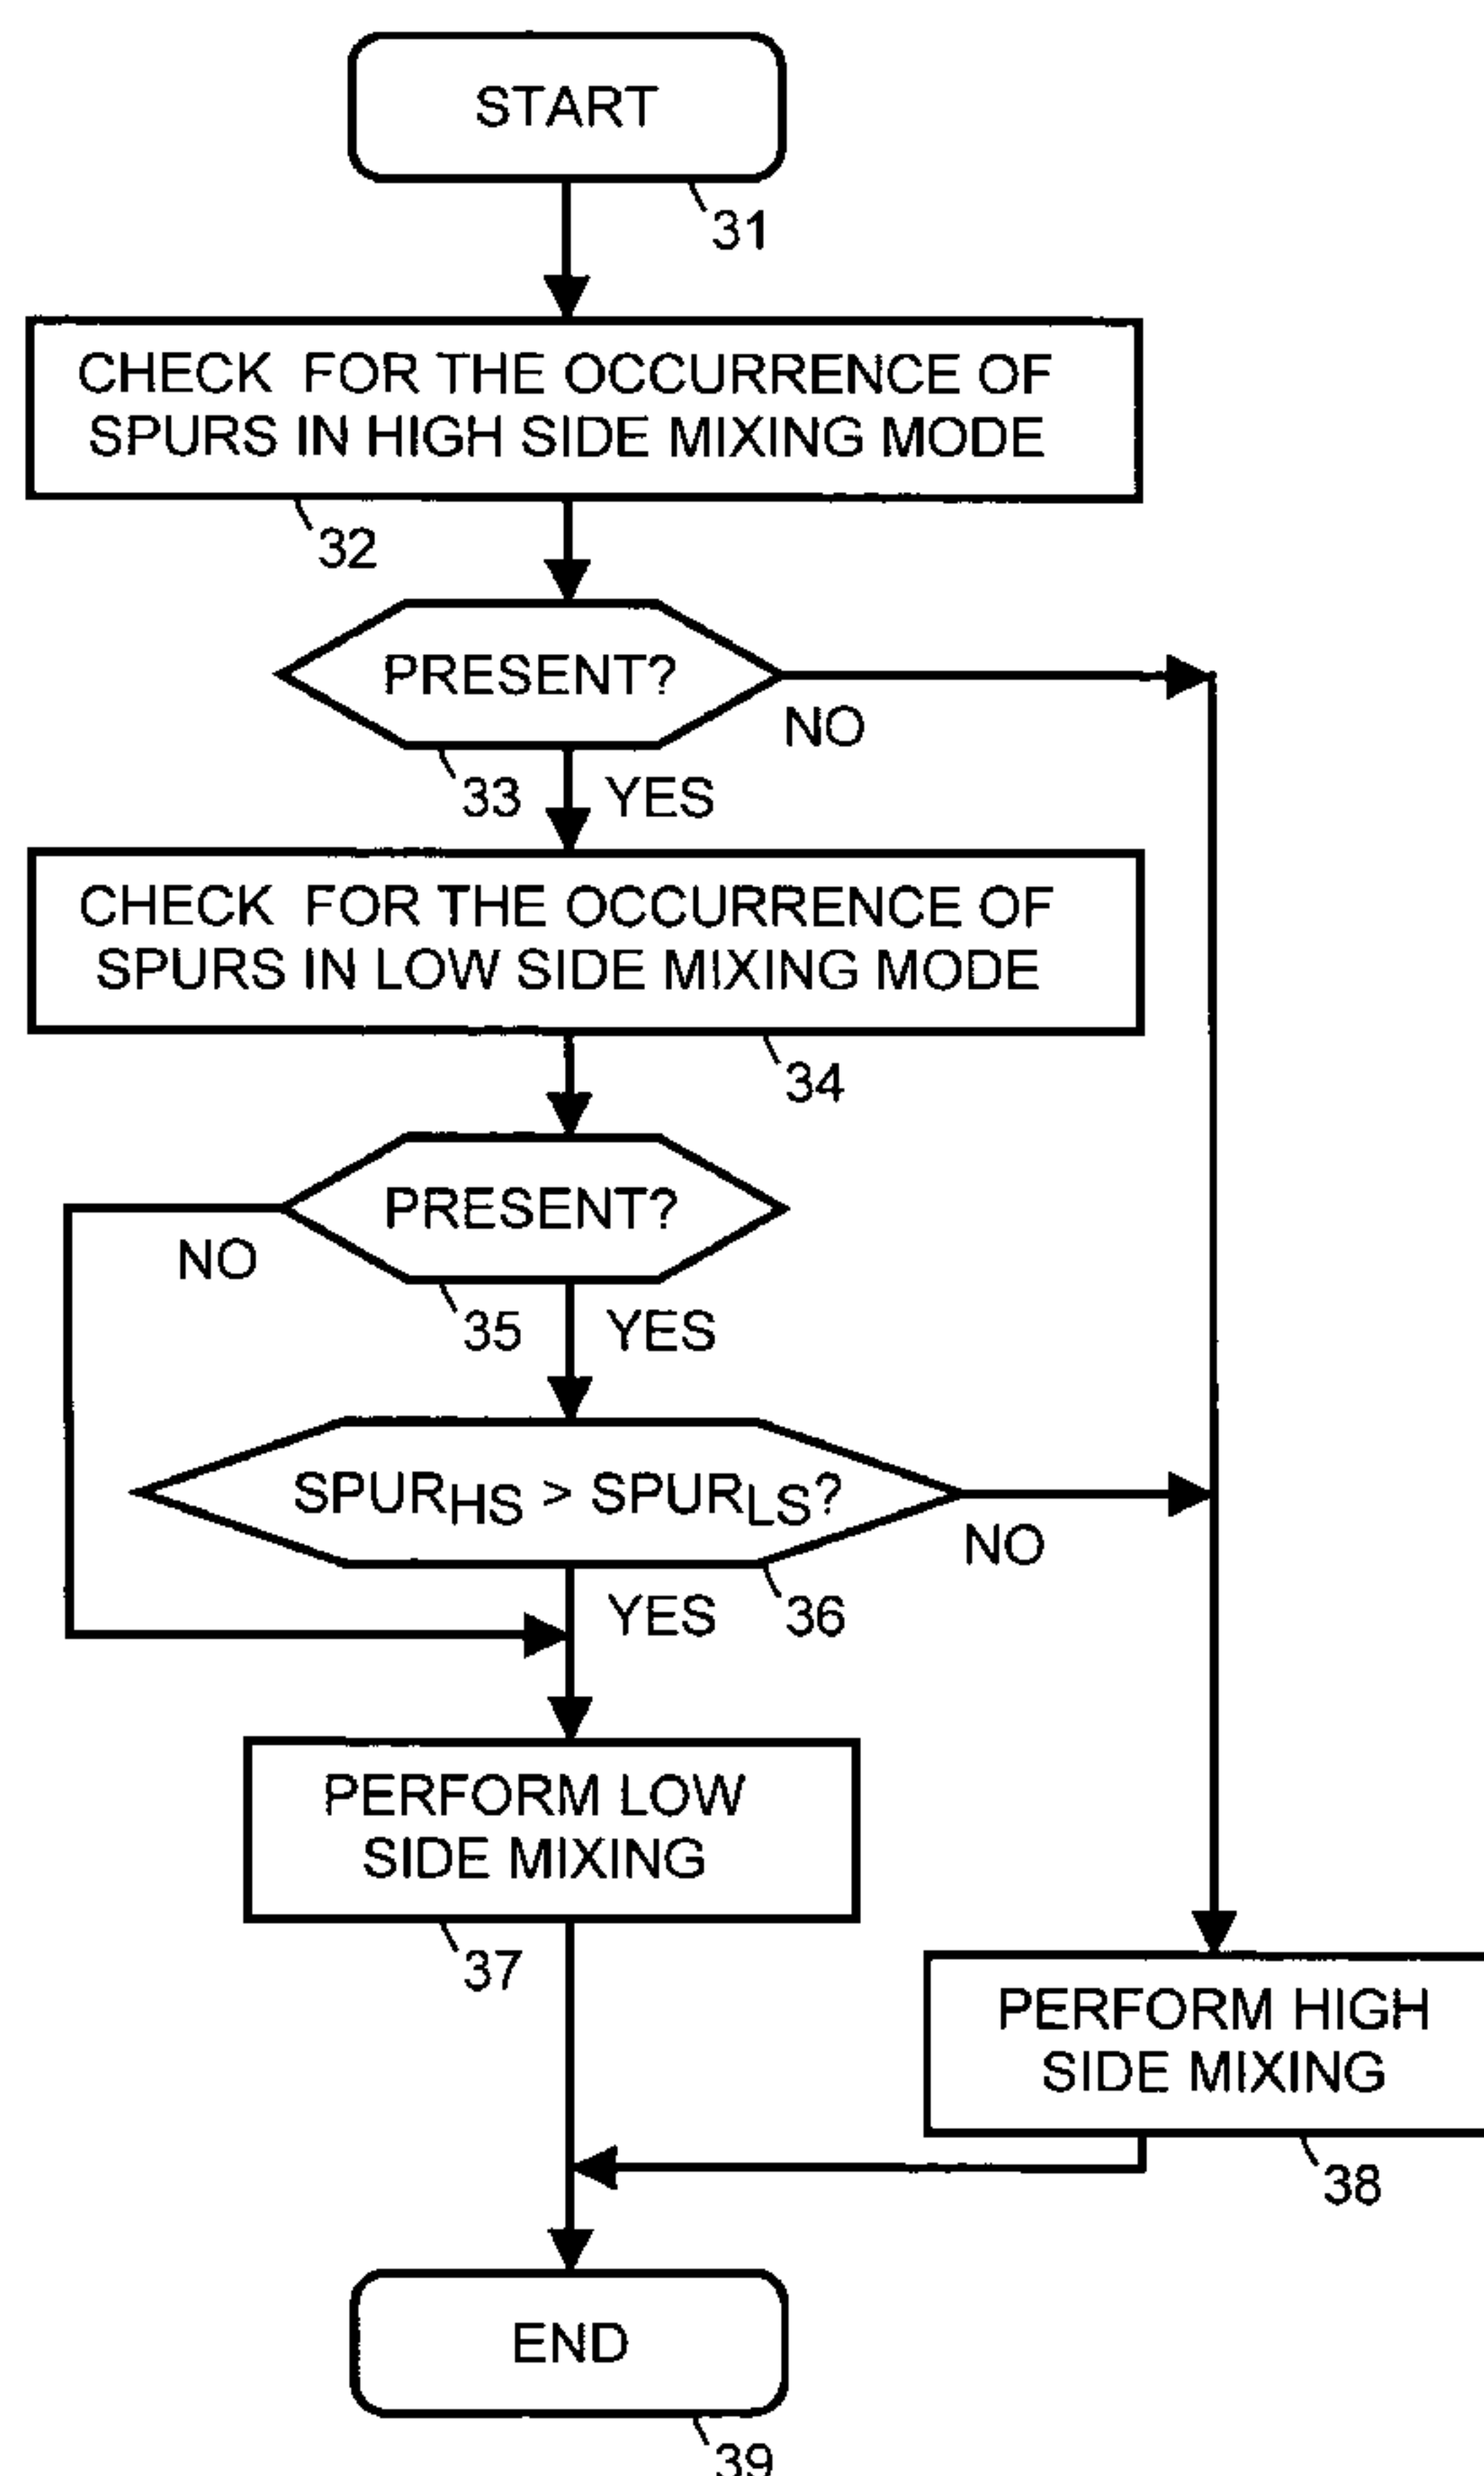 START
31
CHECK FOR THE OCCURRENCE OF
SPURS IN HIGH SIDE MIXING MODE
32
PRESENT?
NO
33
YES
CHECK FOR THE OCCURRENCE OF
SPURS IN LOW SIDE MIXING MODE
34
PRESENT?
NO
35
YES
SPURHS > SPURLS?
NO
YES
36
PERFORM LOW
SIDE MIXING
37
PERFORM HIGH
SIDE MIXING
38
END
39